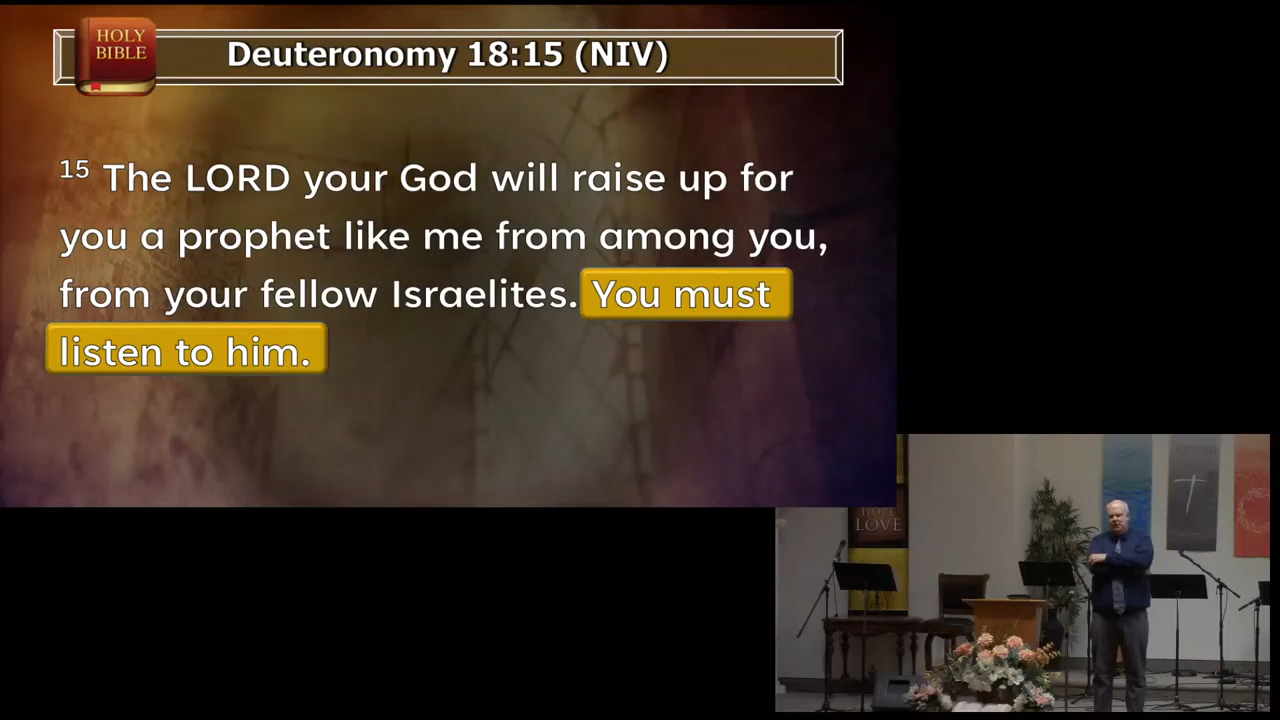 HOLY
BIBLE
Deuteronomy 18:15 (NIV)
15 The LORD your God will raise up for
you a prophet like me from among you,
from your fellow Israelites. You must
listen to him.
HOPE
LOVE